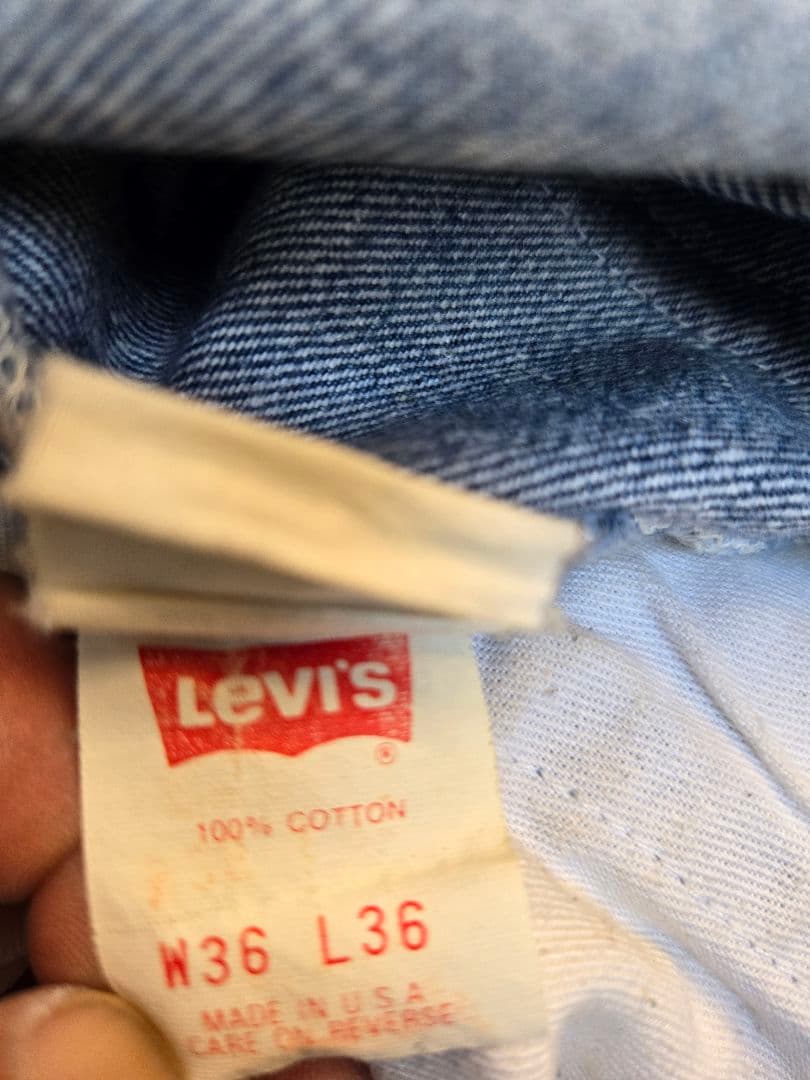 Levi's
®
100% COTTON
W36 L36
MADE IN U.S.A
CARE ON REVERSE